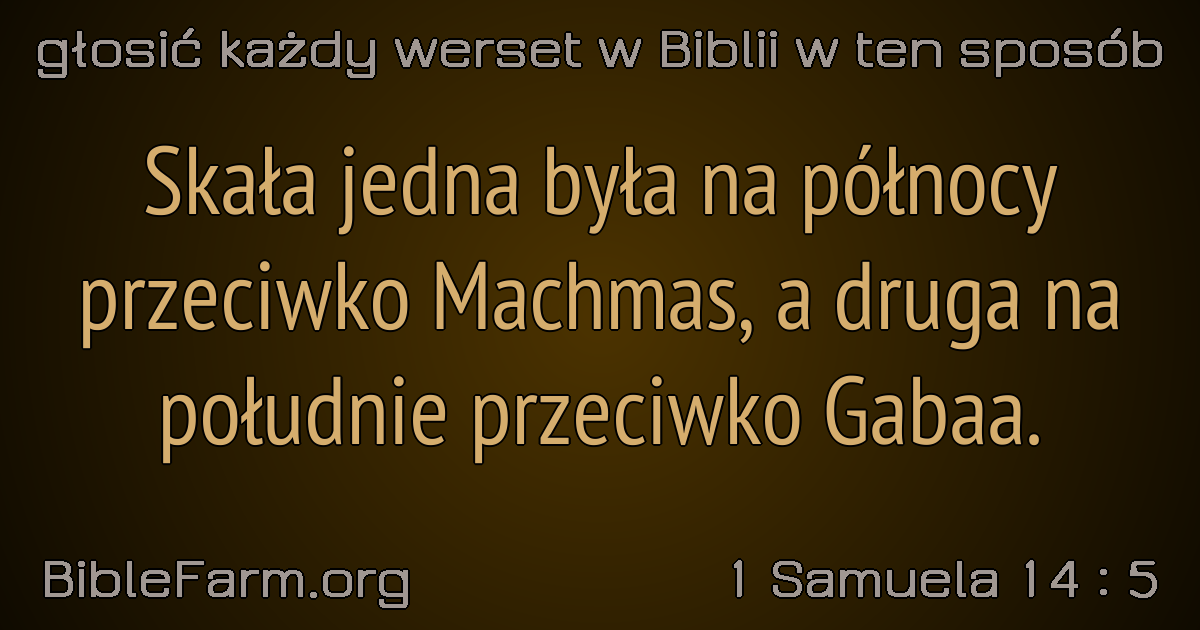 głosić każdy werset w Biblii w ten sposób
Skała jedna była na północy
przeciwko Machmas, a druga na
południe przeciwko Gabaa.
BibleFarm.org
1 Samuela 14 : 5